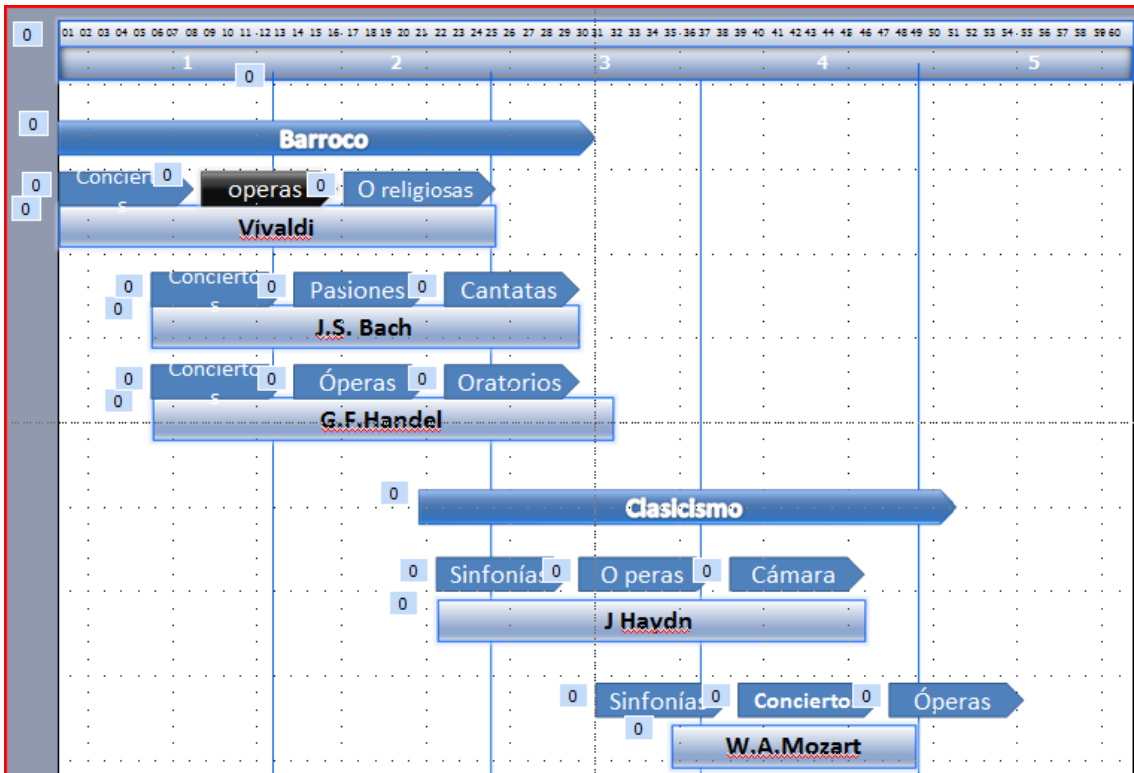 0
01 02 03 04 05 06 07 08 09 10 11 12 13 14 15 16 17 18 19 20 21 22 23 24 25 26 27 28 29 30 31 32 33 34 35 36 37 38 39 40 41 42 43 44 45 46 47 48 49 50 51 52 53 54 55 56 57 58 59 60
1 2 3 4 5
0
0
Barroco
0 Conciertos 0 operas 0 O religiosas
0
Vivaldi
0 Conciertos 0 Pasiones 0 Cantatas
0
J.S. Bach
0 Conciertos 0 Óperas 0 Oratorios
0
G.F.Handel
0
Clasicismo
0 Sinfonías 0 O peras 0 Cámara
0
J Haydn
0 Sinfonías 0 Concierto 0 Óperas
0
W.A.Mozart